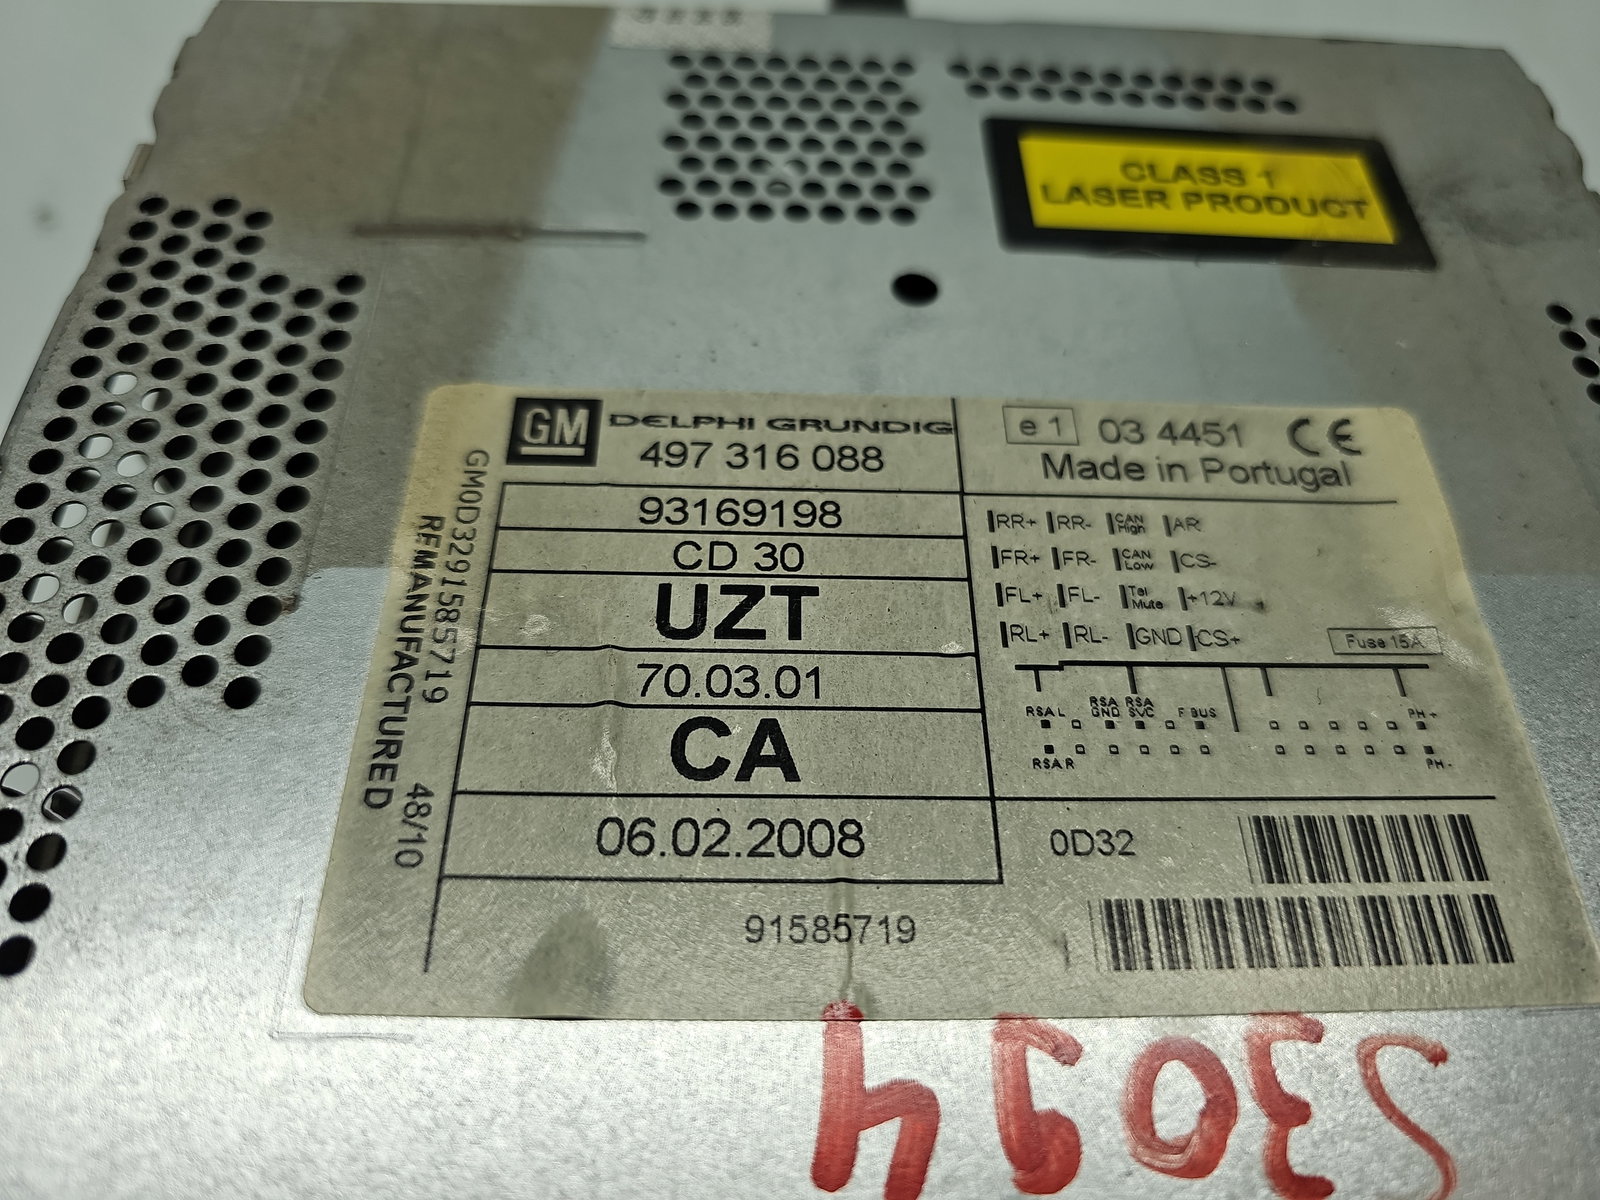 CLASS 1
LASER PRODUCT
GM DELPHI GRUNDIG
497 316 088
93169198
CD 30
UZT
70.03.01
CA
06.02.2008
91585719
GM0D3291585719
REMANUFACTURED 48/10
e1 03 4451 CE
Made in Portugal
RR+ RR- CAN High AR
FR+ FR- CAN Low CS-
FL+ FL- Tel Mute +12V
RL+ RL- GND CS+
Fuse 15A
RSA L RSA GND RSA SVC F BUS PH+
RSA R PH-
0D32